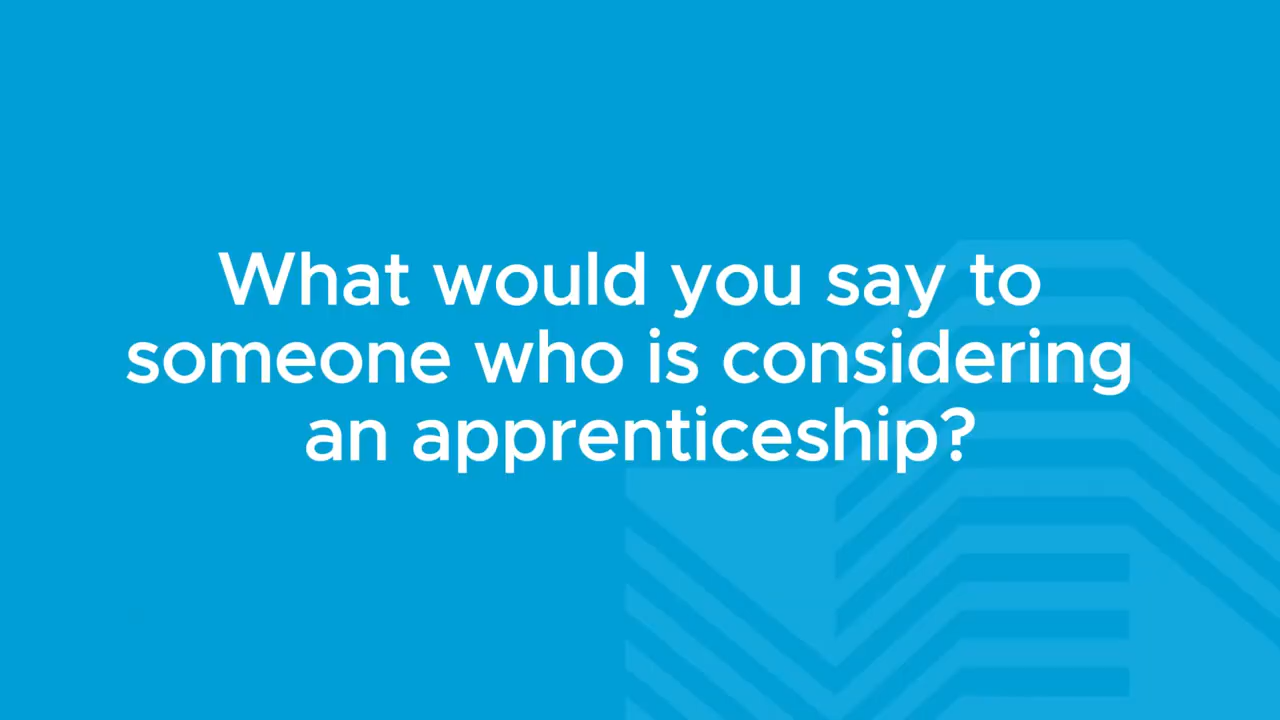 What would you say to
someone who is considering
an apprenticeship?